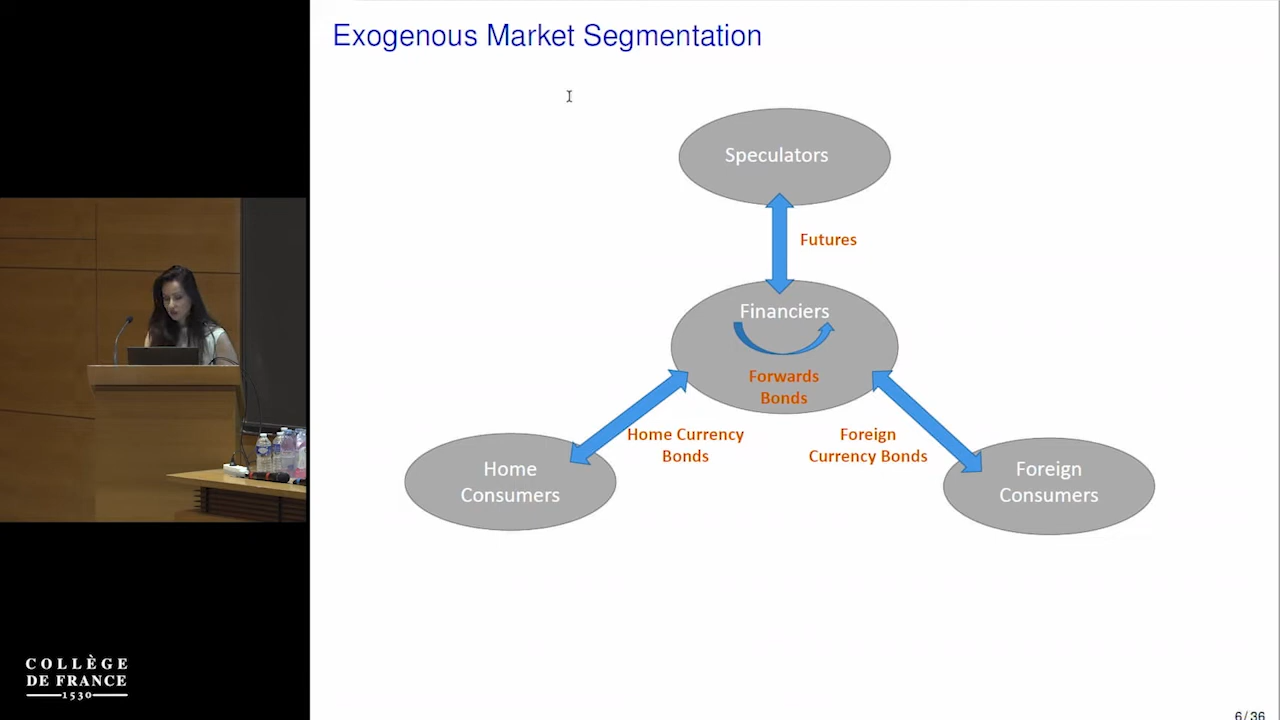 Exogenous Market Segmentation
Speculators
Futures
Financiers
Forwards
Bonds
Home Currency
Bonds
Foreign
Currency Bonds
Home
Consumers
Foreign
Consumers
COLLÈGE
DE FRANCE
1530
6/36